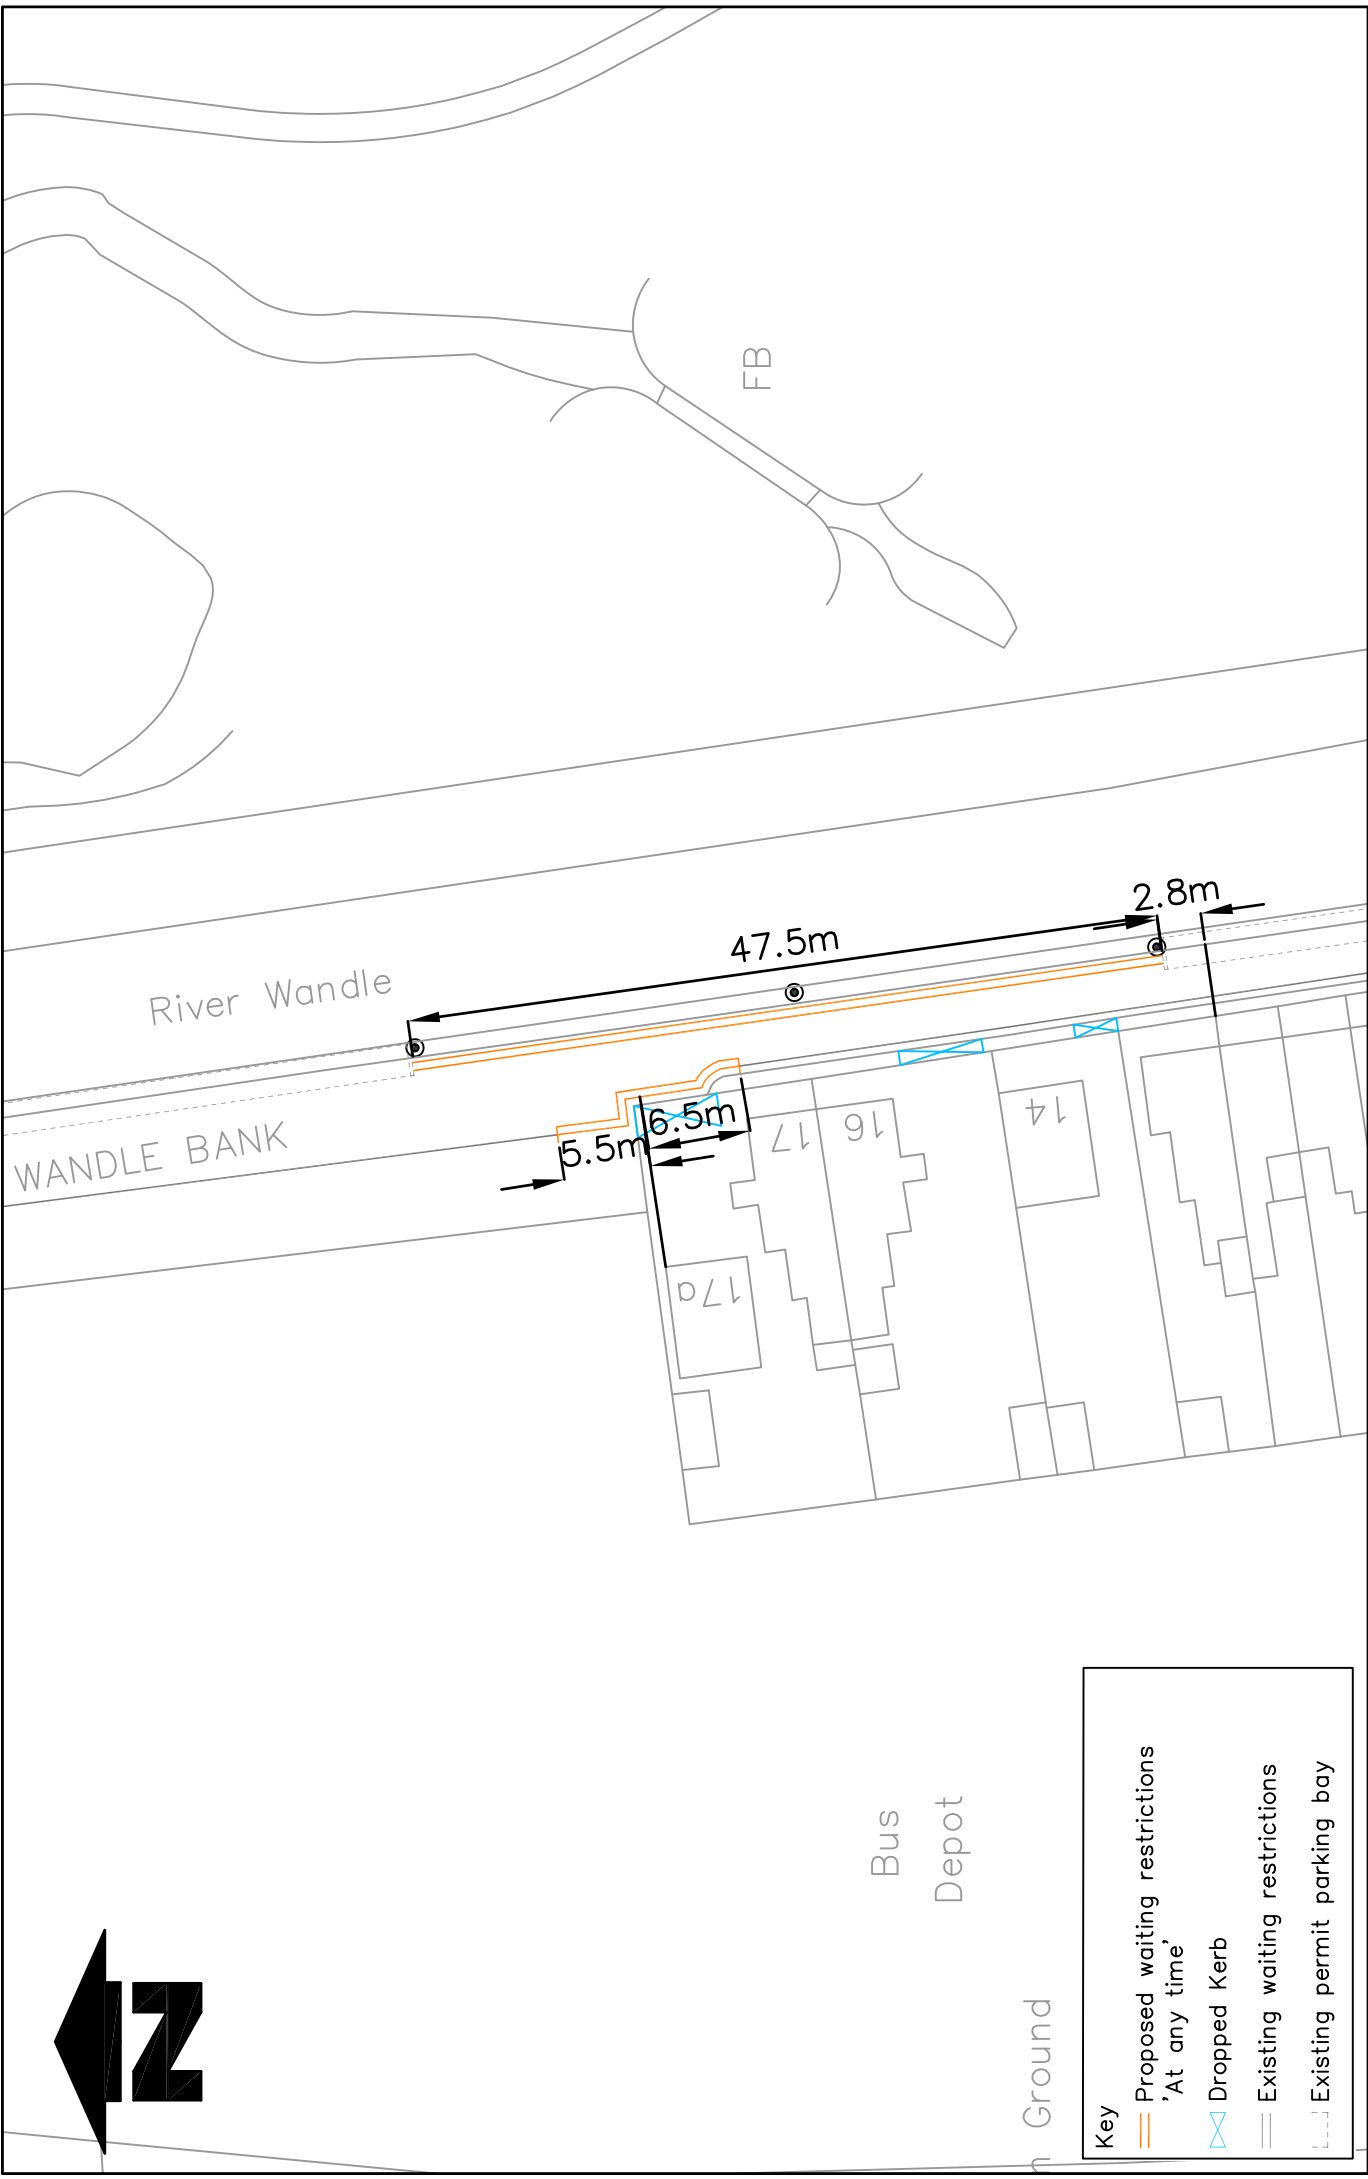 FB
2.8m
47.5m
River Wandle
WANDLE BANK
6.5m
5.5m
17
16
14
17a
Bus
Depot
Ground
N
Key
Proposed waiting restrictions
'At any time'
Dropped Kerb
Existing waiting restrictions
Existing permit parking bay